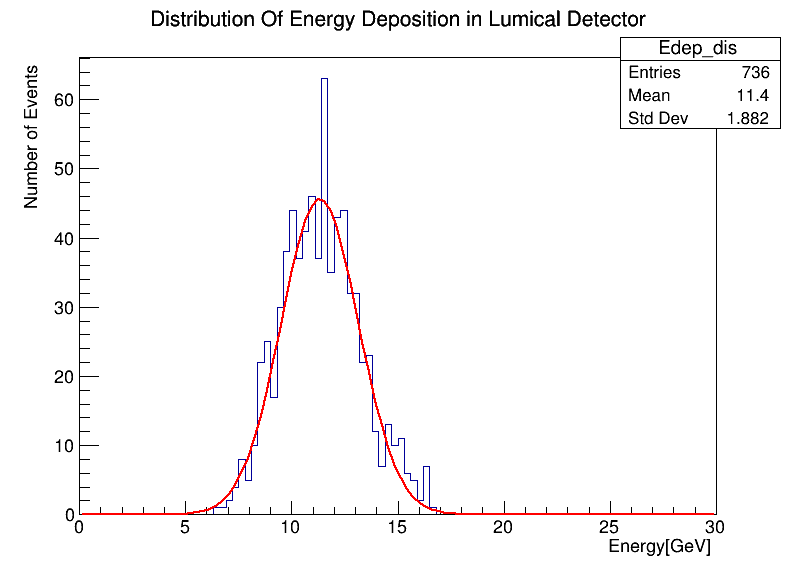 Distribution Of Energy Deposition in Lumical Detector
Edep_dis
Entries 736
Mean 11.4
Std Dev 1.882
Number of Events
60
50
40
30
20
10
0
0 5 10 15 20 25 30
Energy[GeV]